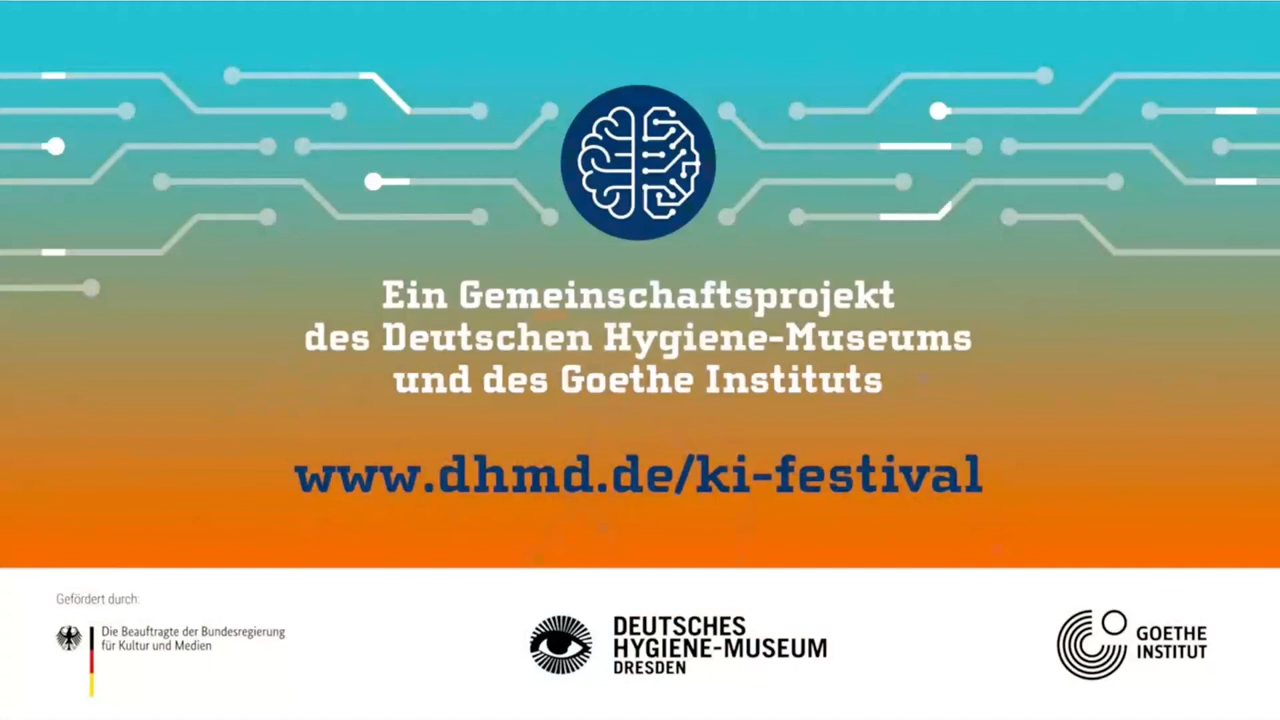 Ein Gemeinschaftsprojekt
des Deutschen Hygiene-Museums
und des Goethe Instituts
www.dhmd.de/ki-festival
Gefördert durch:
Die Beauftragte der Bundesregierung
für Kultur und Medien
DEUTSCHES
HYGIENE-MUSEUM
DRESDEN
GOETHE
INSTITUT